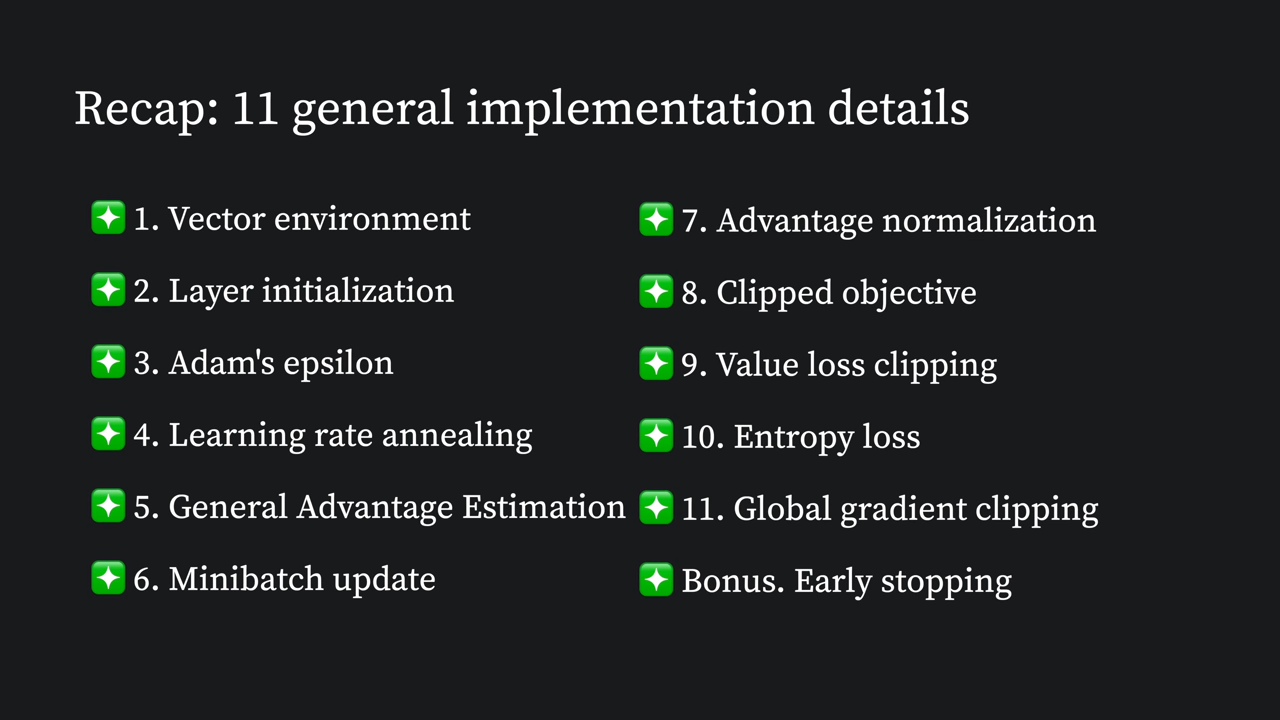 Recap: 11 general implementation details
1. Vector environment
2. Layer initialization
3. Adam's epsilon
4. Learning rate annealing
5. General Advantage Estimation
6. Minibatch update
7. Advantage normalization
8. Clipped objective
9. Value loss clipping
10. Entropy loss
11. Global gradient clipping
Bonus. Early stopping